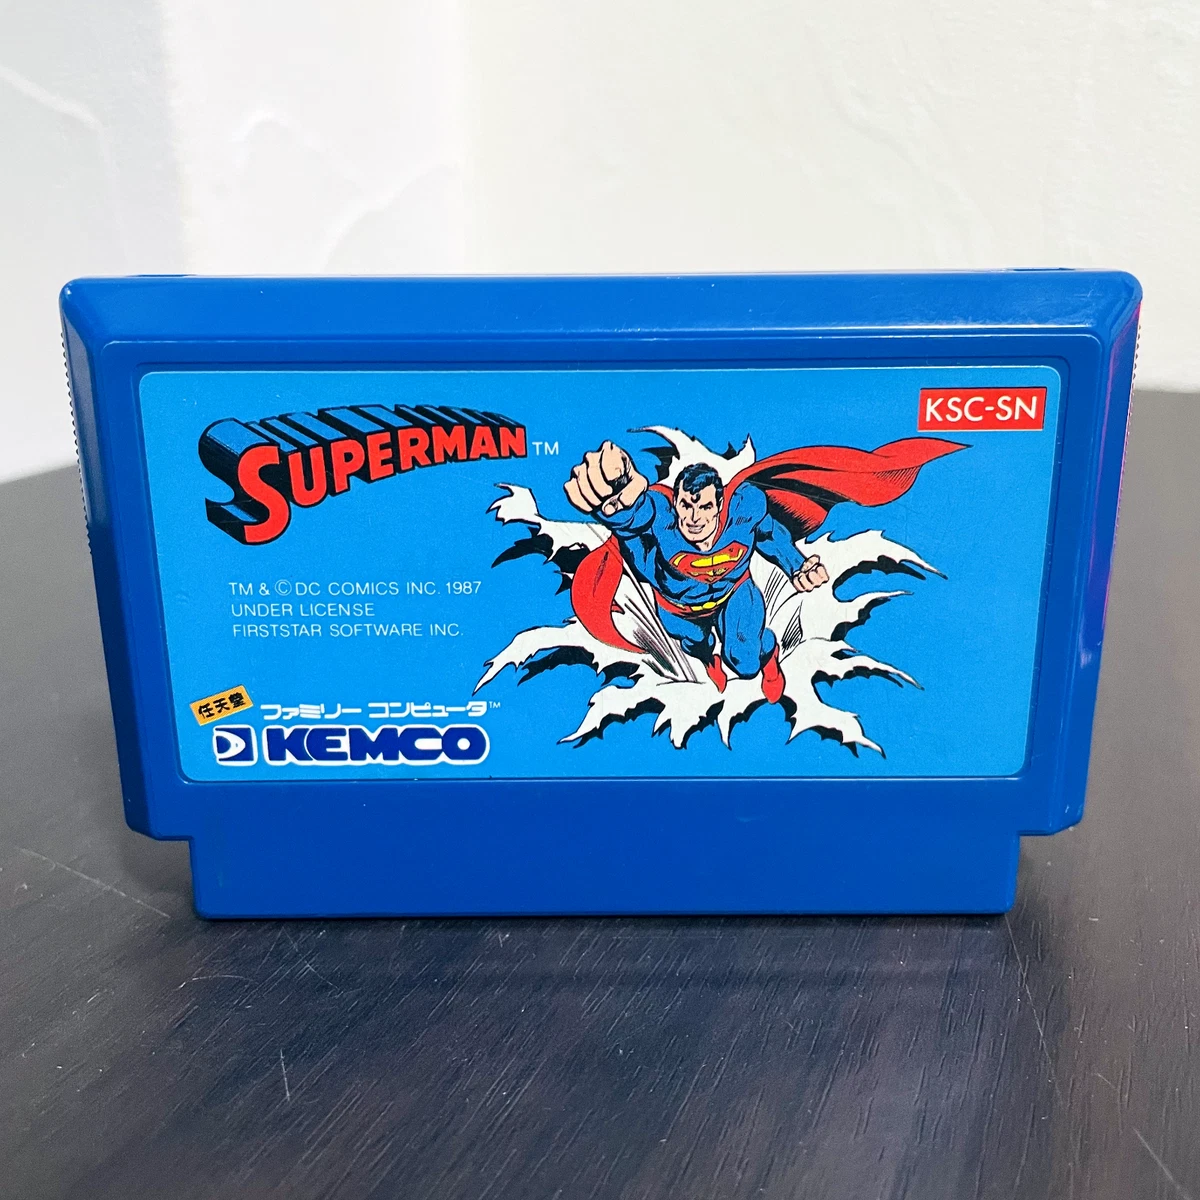 SUPERMAN™
KSC-SN
TM & ©DC COMICS INC. 1987
UNDER LICENSE
FIRSTSTAR SOFTWARE INC.
任天堂
ファミリー コンピュータ™
KEMCO